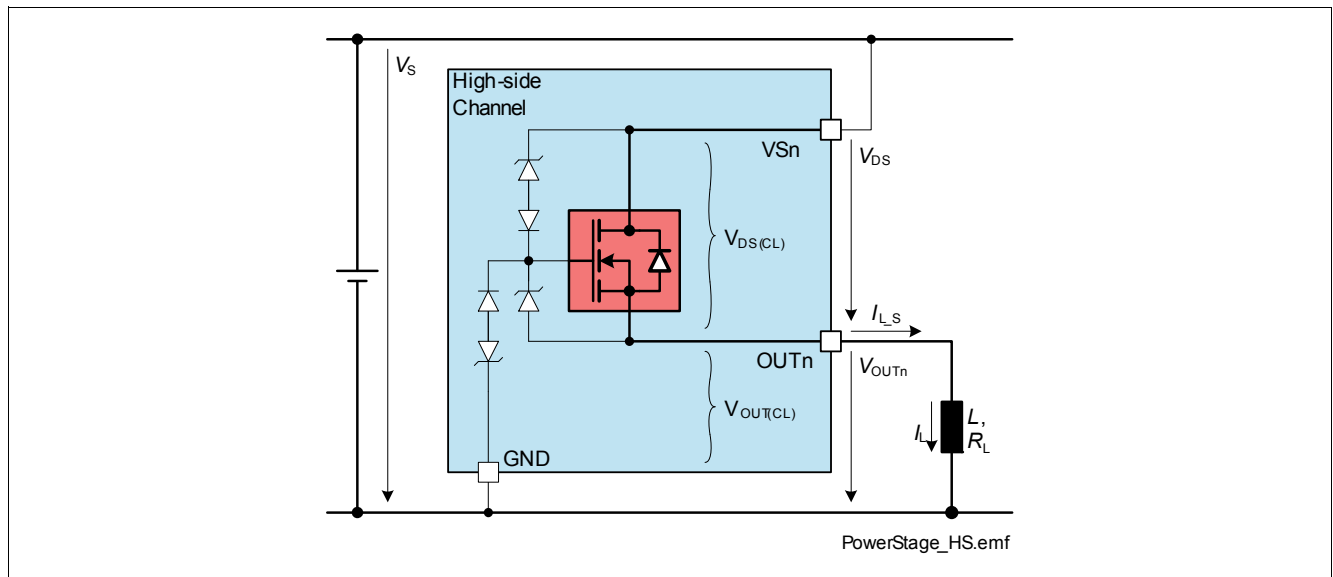 VS
High-side
Channel
VSn
VDS
VDS(CL)
IL_S
OUTn
VOUTn
VOUT(CL)
L,
IL
RL
GND
PowerStage_HS.emf